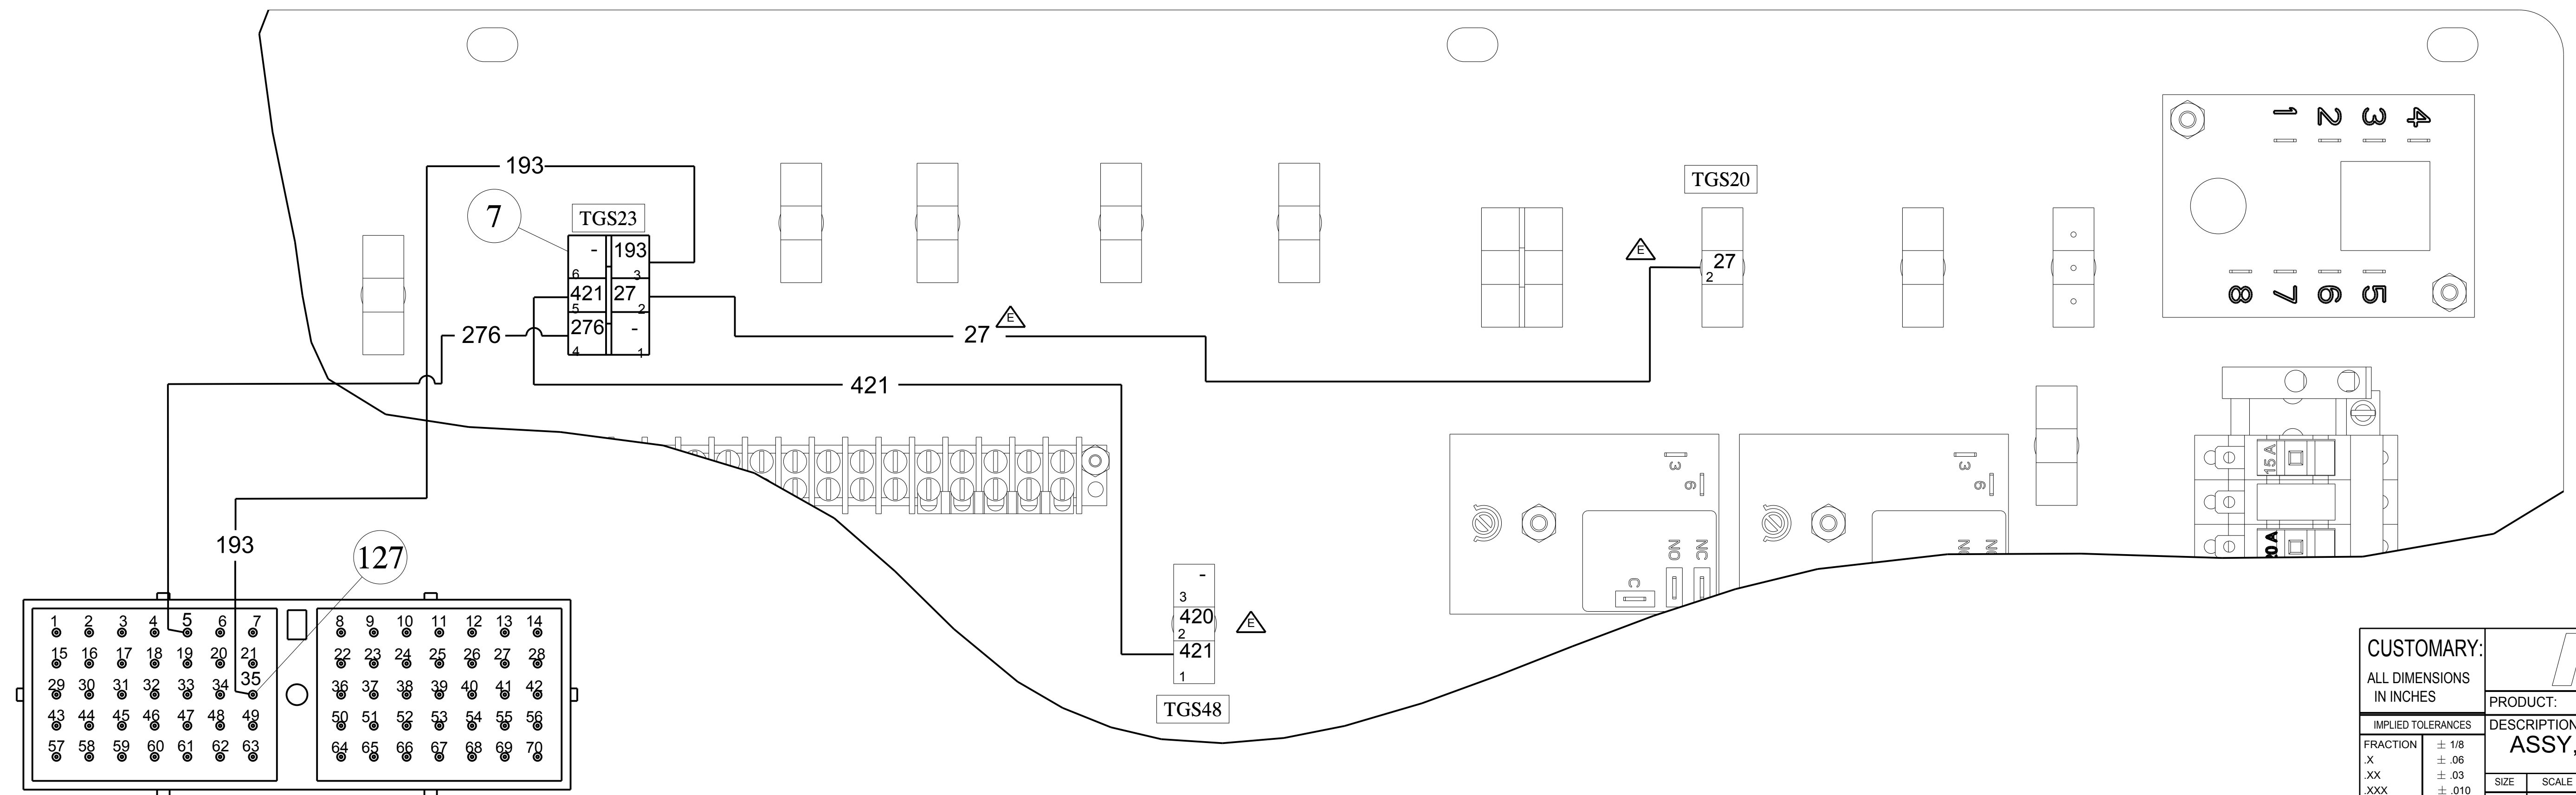 1 2 3 4
8 7 6 5
193
7
TGS23
- 193
6 3
421 27
5 2
276 -
4 1
276
27
E
421
E
TGS20
27
2
193
127
-
3
420
2
421
1
E
TGS48
3
6
NO
NC
C
3
6
15 A
20 A
1 2 3 4 5 6 7 8 9 10 11 12 13 14
15 16 17 18 19 20 21 22 23 24 25 26 27 28
29 30 31 32 33 34 35 36 37 38 39 40 41 42
43 44 45 46 47 48 49 50 51 52 53 54 55 56
57 58 59 60 61 62 63 64 65 66 67 68 69 70
CUSTOMARY:
ALL DIMENSIONS
IN INCHES
IMPLIED TOLERANCES
FRACTION ± 1/8
.X ± .06
.XX ± .03
.XXX ± .010
PRODUCT:
DESCRIPTION
ASSY,
SIZE SCALE